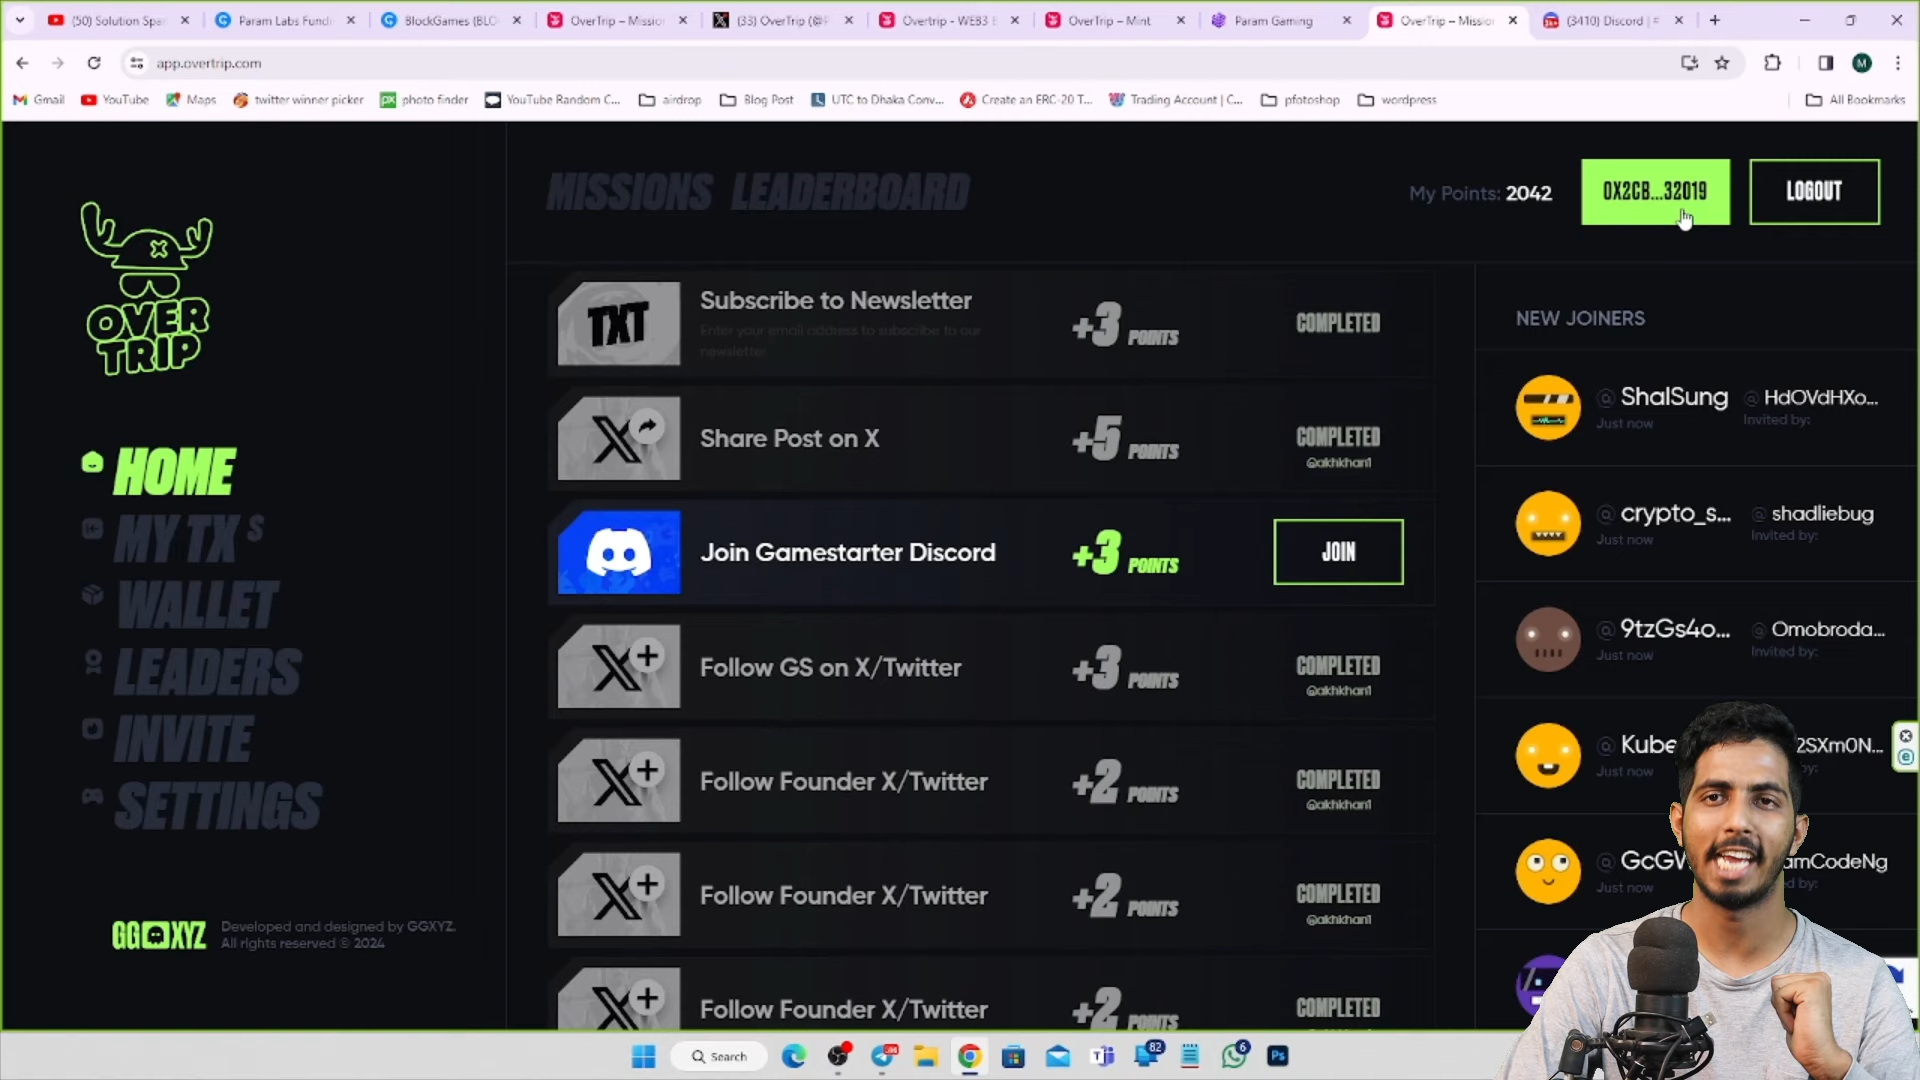 (50) Solution Spa
Param Labs Fundi
BlockGames (BLO
OverTrip – Missio
(33) OverTrip (@P
Overtrip - WEB3 E
OverTrip – Mint
Param Gaming
OverTrip – Missio
(3410) Discord | #
app.overtrip.com
M
Gmail
YouTube
Maps
twitter winner picker
photo finder
YouTube Random C...
airdrop
Blog Post
UTC to Dhaka Conv...
Create an ERC-20 T...
Trading Account | C...
pfotoshop
wordpress
All Bookmarks
OVER
TRIP
HOME
MY TX $
WALLET
LEADERS
INVITE
SETTINGS
GGXYZ
Developed and designed by GGXYZ.
All rights reserved © 2024
MISSIONS LEADERBOARD
My Points: 2042
0X2CB...32019
LOGOUT
TXT
Subscribe to Newsletter
Enter your email address to subscribe to our
newsletter
+3 POINTS
COMPLETED
Share Post on X
+5 POINTS
COMPLETED
@akhkhan1
Join Gamestarter Discord
+3 POINTS
JOIN
Follow GS on X/Twitter
+3 POINTS
COMPLETED
@akhkhan1
Follow Founder X/Twitter
+2 POINTS
COMPLETED
@akhkhan1
Follow Founder X/Twitter
+2 POINTS
COMPLETED
@akhkhan1
Follow Founder X/Twitter
+2 POINTS
COMPLETED
NEW JOINERS
@ ShalSung
Just now
@ HdOVdHXo...
Invited by:
@ crypto_s...
Just now
@ shadliebug
Invited by:
@ 9tzGs4o...
Just now
@ Omobroda...
Invited by:
@ Kube
Just now
2SXm0N...
by:
@ GcGV
Just now
amCodeNg
d by:
Search
82
6
Ps